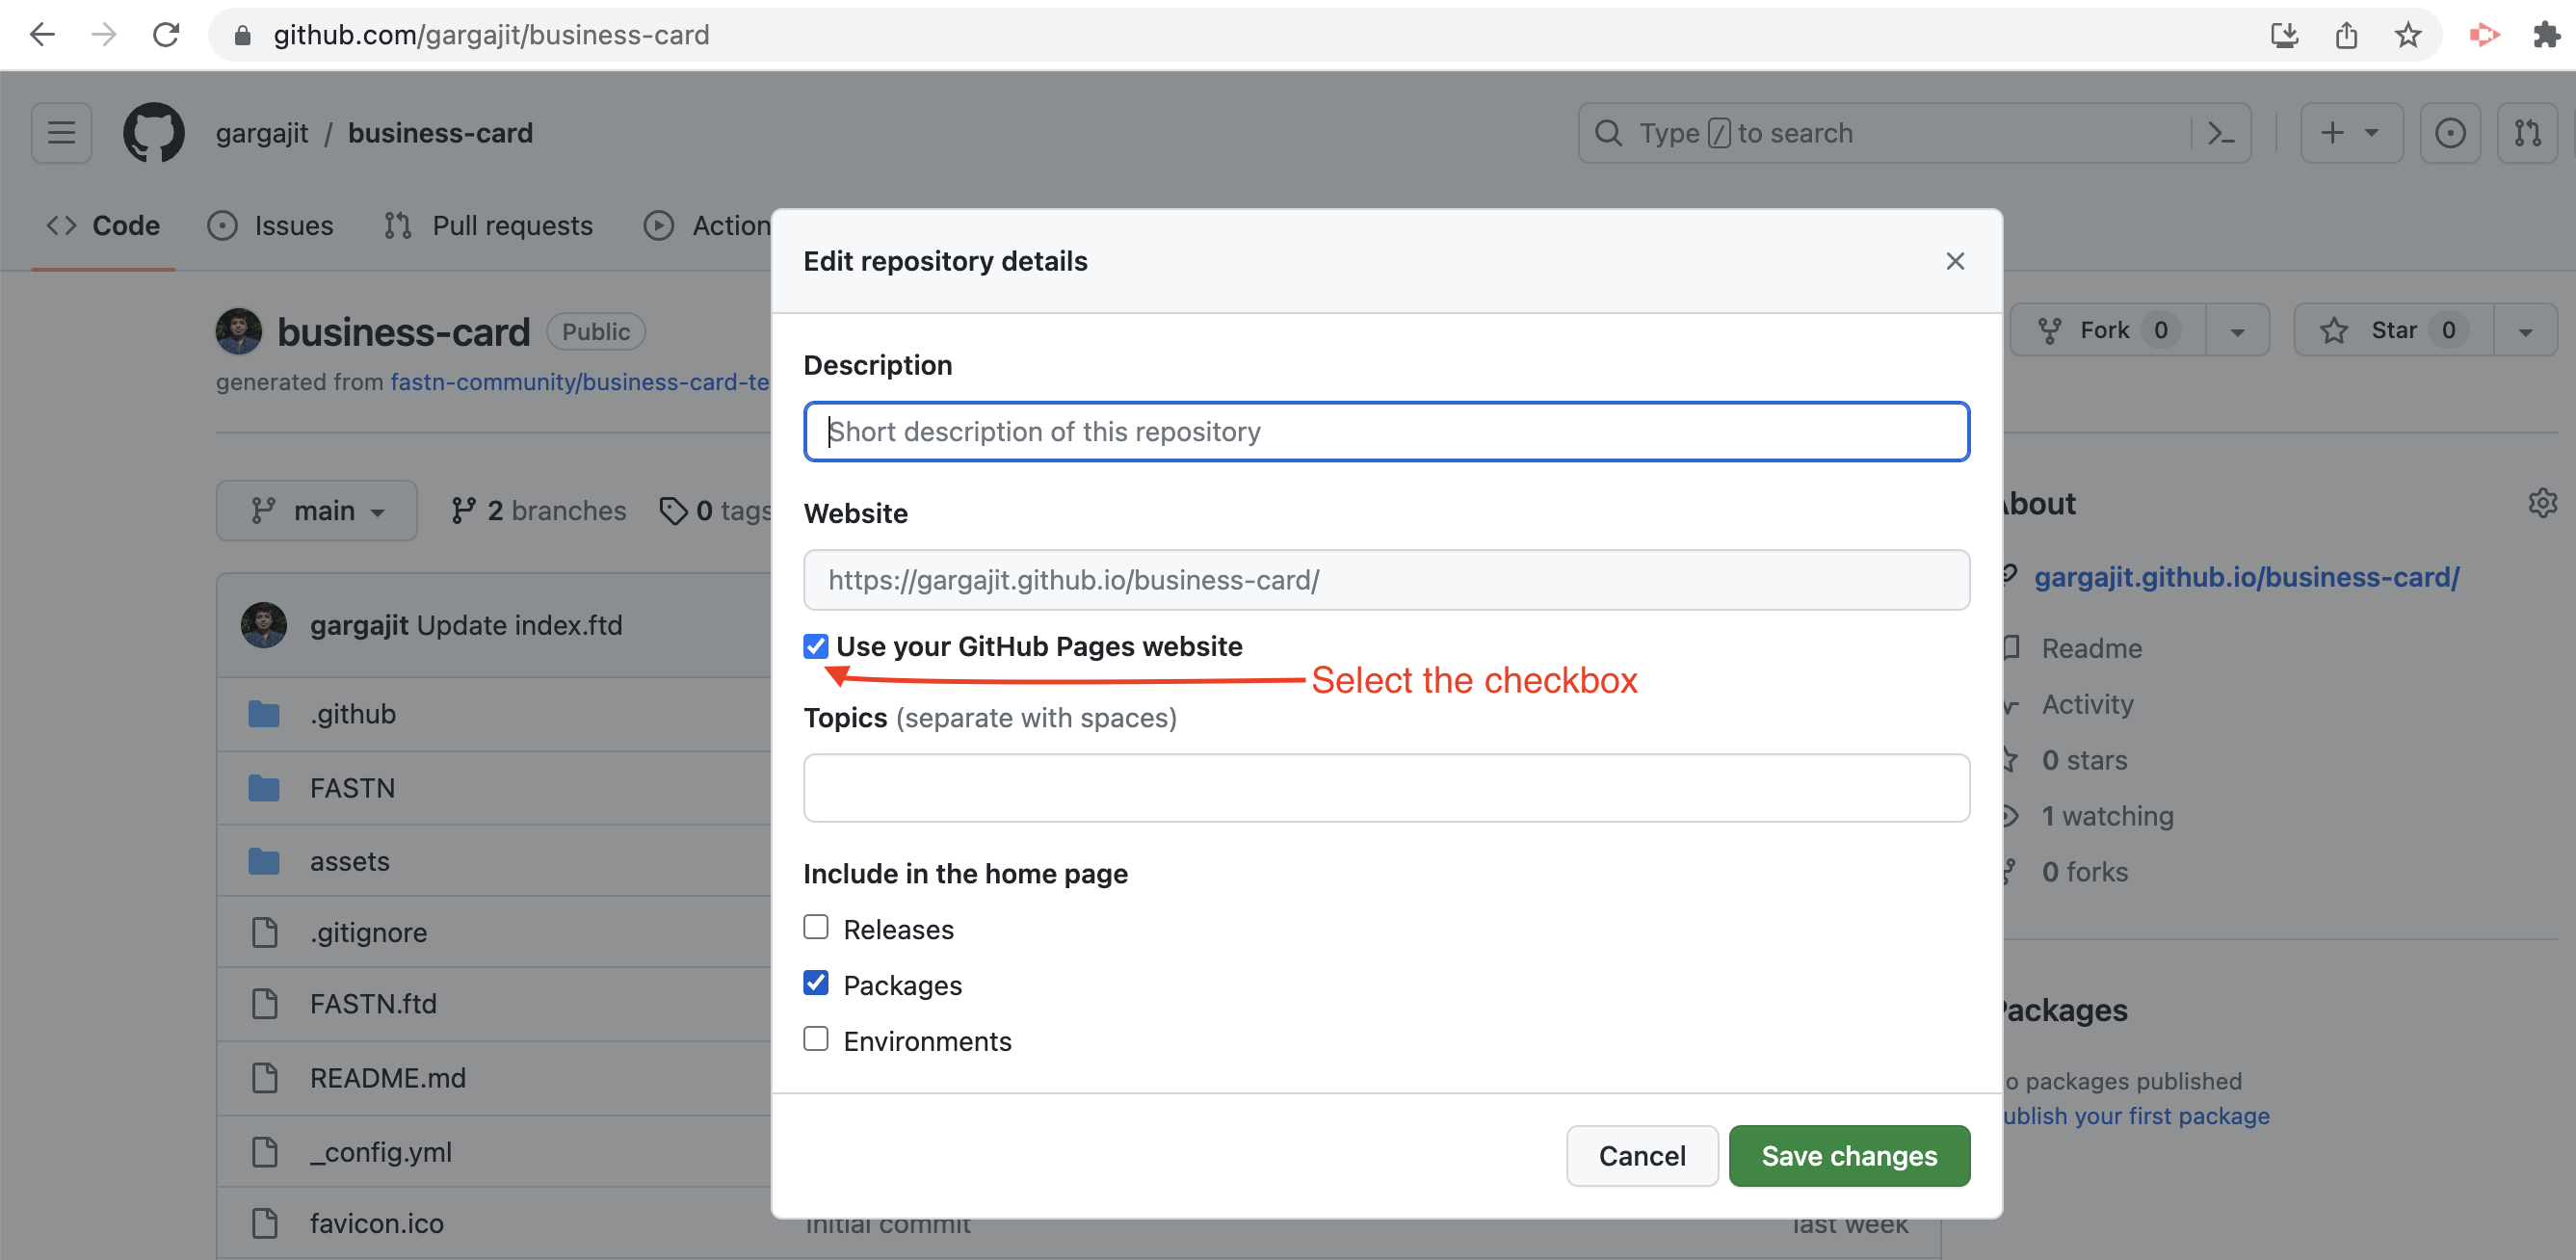 github.com/gargajit/business-card
gargajit / business-card
Type / to search
Code
Issues
Pull requests
Action
business-card
Public
generated from fastn-community/business-card-te
Fork 0
Star 0
main
2 branches
0 tags
gargajit Update index.ftd
.github
FASTN
assets
.gitignore
FASTN.ftd
README.md
_config.yml
favicon.ico
Initial commit
last week
Edit repository details
Description
Short description of this repository
Website
https://gargajit.github.io/business-card/
Use your GitHub Pages website
Select the checkbox
Topics (separate with spaces)
Include in the home page
Releases
Packages
Environments
Cancel
Save changes
About
gargajit.github.io/business-card/
Readme
Activity
0 stars
1 watching
0 forks
Packages
o packages published
ublish your first package